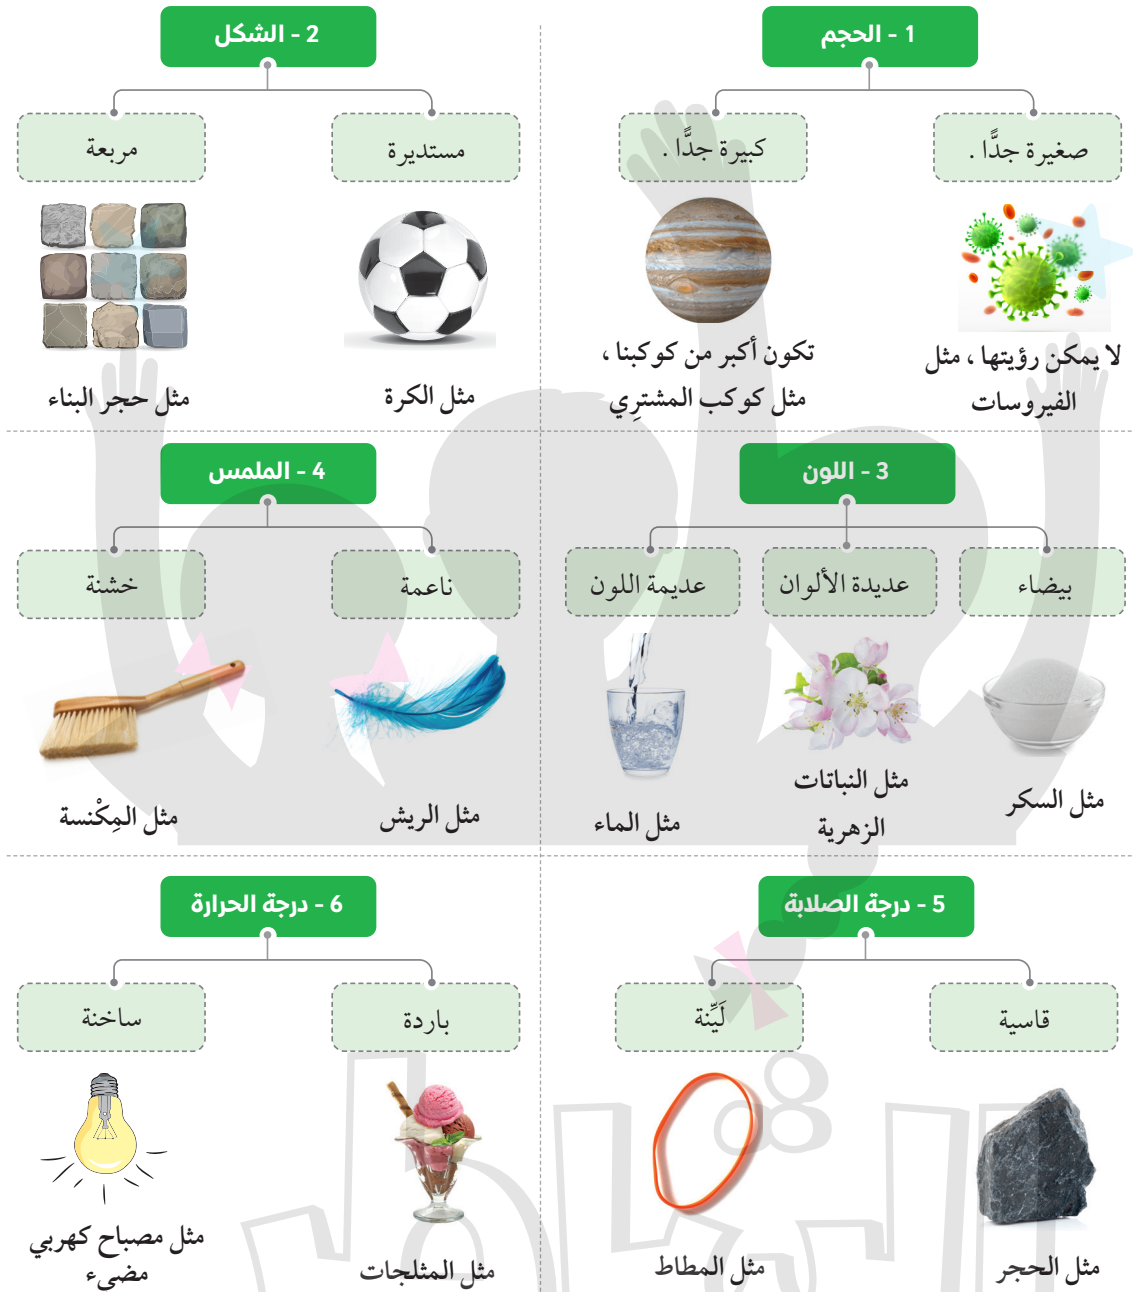 1 - الحجم
صغيرة جدًّا .
لا يمكن رؤيتها ، مثل
الفيروسات
كبيرة جدًّا .
تكون أكبر من كوكبنا ،
مثل كوكب المشترِي
2 - الشكل
مستديرة
مثل الكرة
مربعة
مثل حجر البناء
3 - اللون
بيضاء
مثل السكر
عديدة الألوان
مثل النباتات
الزهرية
عديمة اللون
مثل الماء
4 - الملمس
ناعمة
مثل الريش
خشنة
مثل المِكْنسة
5 - درجة الصلابة
قاسية
مثل الحجر
لَيِّنة
مثل المطاط
6 - درجة الحرارة
باردة
مثل المثلجات
ساخنة
مثل مصباح كهربي
مضىء